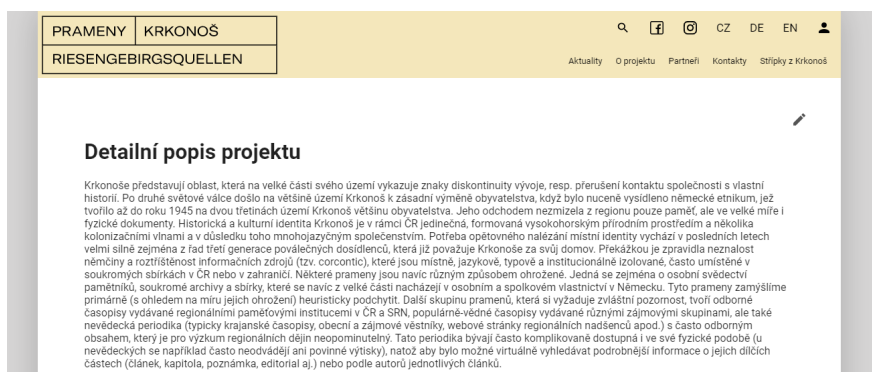 PRAMENY KRKONOŠ
RIESENGEBIRGSQUELLEN
CZ DE EN
Aktuality O projektu Partneři Kontakty Střípky z Krkonoš
Detailní popis projektu
Krkonoše představují oblast, která na velké části svého území vykazuje znaky diskontinuity vývoje, resp. přerušení kontaktu společnosti s vlastní
historií. Po druhé světové válce došlo na většině území Krkonoš k zásadní výměně obyvatelstva, když bylo nuceně vysídleno německé etnikum, jež
tvořilo až do roku 1945 na dvou třetinách území Krkonoš většinu obyvatelstva. Jeho odchodem nezmizela z regionu pouze paměť, ale ve velké míře i
fyzické dokumenty. Historická a kulturní identita Krkonoš je v rámci ČR jedinečná, formovaná vysokohorským přírodním prostředím a několika
kolonizačními vlnami a v důsledku toho mnohojazyčným společenstvím. Potřeba opětovného nalézání místní identity vychází v posledních letech
velmi silně zejména z řad třetí generace poválečných dosídlenců, která již považuje Krkonoše za svůj domov. Překážkou je zpravidla neznalost
němčiny a roztříštěnost informačních zdrojů (tzv. corcontic), které jsou místně, jazykově, typově a institucionálně izolované, často umístěné v
soukromých sbírkách v ČR nebo v zahraničí. Některé prameny jsou navíc různým způsobem ohrožené. Jedná se zejména o osobní svědectví
pamětníků, soukromé archivy a sbírky, které se navíc z velké části nacházejí v osobním a spolkovém vlastnictví v Německu. Tyto prameny zamýšlíme
primárně (s ohledem na míru jejich ohrožení) heuristicky podchytit. Další skupinu pramenů, která si vyžaduje zvláštní pozornost, tvoří odborné
časopisy vydávané regionálními paměťovými institucemi v ČR a SRN, populárně-vědné časopisy vydávané různými zájmovými skupinami, ale také
nevědecká periodika (typicky krajanské časopisy, obecní a zájmové věstníky, webové stránky regionálních nadšenců apod.) s často odborným
obsahem, který je pro výzkum regionálních dějin neopominutelný. Tato periodika bývají často komplikovaně dostupná i ve své fyzické podobě (u
nevědeckých se například často neodvádějí ani povinné výtisky), natož aby bylo možné virtuálně vyhledávat podrobnější informace o jejich dílčích
částech (článek, kapitola, poznámka, editorial aj.) nebo podle autorů jednotlivých článků.